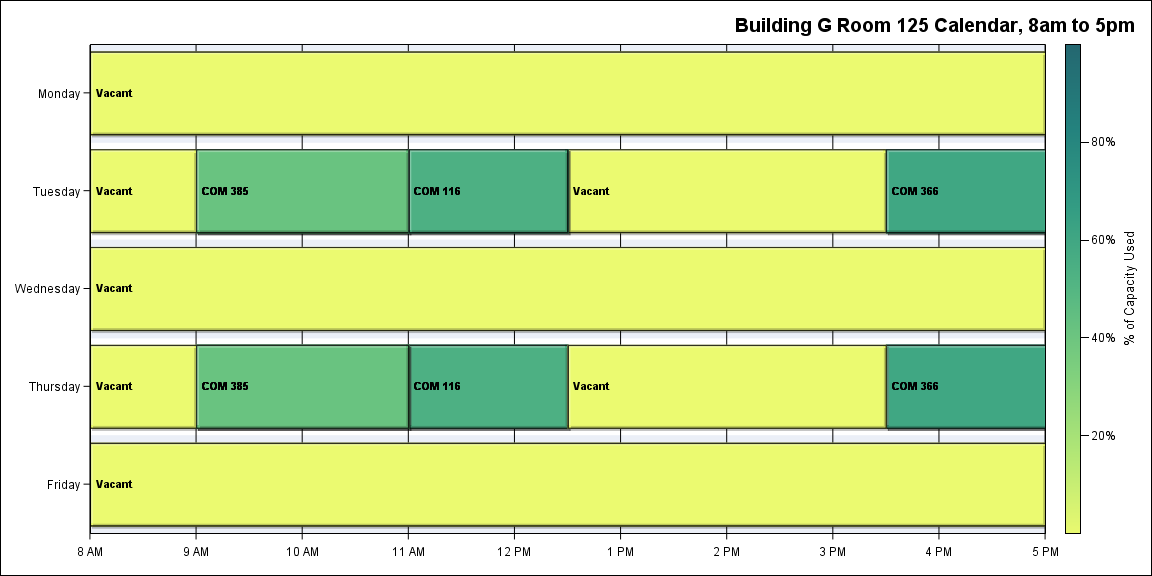 Building G Room 125 Calendar, 8am to 5pm
Monday
Vacant
80%
Tuesday
Vacant
COM 385
COM 116
Vacant
COM 366
60%
% of Capacity Used
Wednesday
Vacant
40%
Thursday
Vacant
COM 385
COM 116
Vacant
COM 366
20%
Friday
Vacant
8 AM
9 AM
10 AM
11 AM
12 PM
1 PM
2 PM
3 PM
4 PM
5 PM